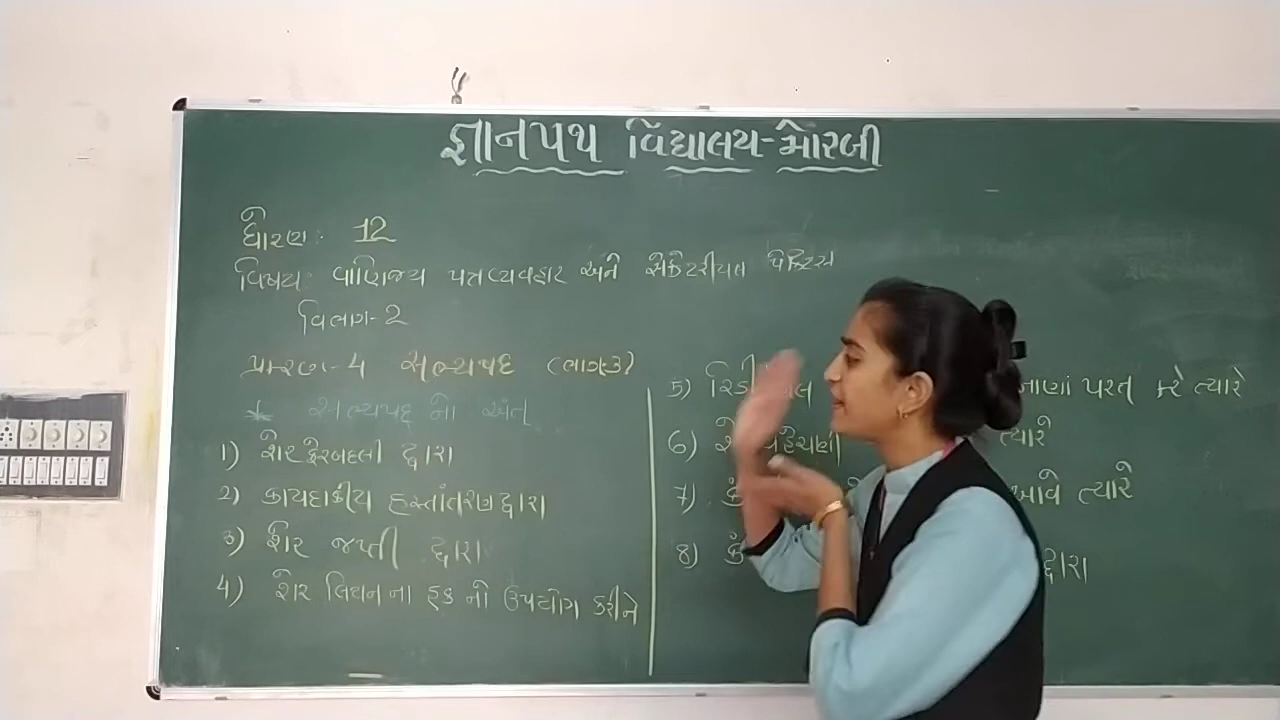 જ્ઞાનપથ વિદ્યાલય-મોરબી
ધોરણ: 12
વિષય: વાણિજ્ય પત્રવ્યવહાર અને સેક્રેટરીયલ પ્રેક્ટિસ
વિભાગ-2
પ્રકરણ-4 સભ્યપદ (ભાગ-3)
* સભ્યપદ નો અંત
1) શેર ફેરબદલી દ્વારા
2) કાયદાકીય હસ્તાંતરણ દ્વારા
3) શેર જપ્તી દ્વારા
4) શેર લિયન ના હક નો ઉપયોગ કરીને
5) નાણાં પરત કરે ત્યારે
6) ત્યારે
7) આવે ત્યારે
8) દ્વારા